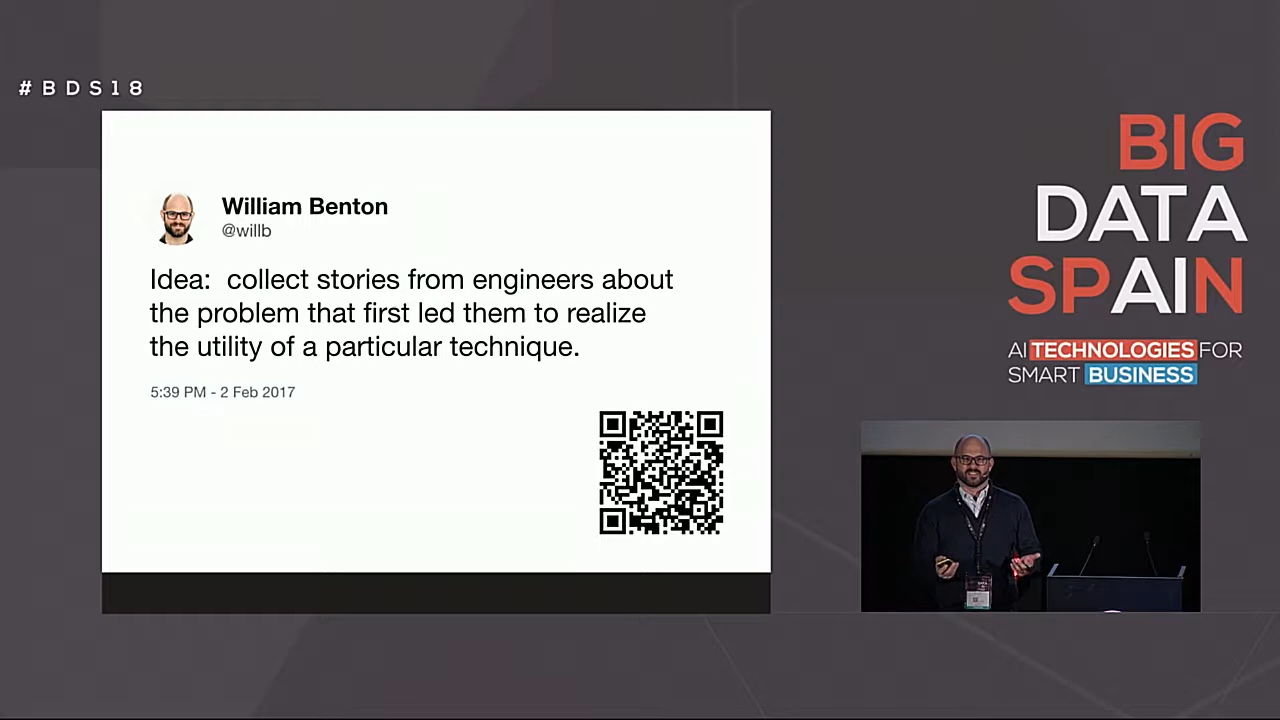 #BDS18
William Benton
@willb
Idea:  collect stories from engineers about
the problem that first led them to realize
the utility of a particular technique.
5:39 PM - 2 Feb 2017
BIG
DATA
SPAIN
AI TECHNOLOGIES FOR
SMART BUSINESS